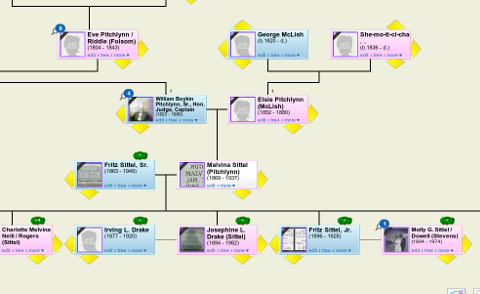 Eve Pitchlynn /
Riddle (Folsom)
(1804 - 1843)
edit | tree | more
George McLish
(b.1820 - d.)
edit | tree | more
She-mo-ti-ci-cha
(b.1836 - d.)
edit | tree | more
William Boykin
Pitchlynn, Sr., Hon.
Judge, Captain
(1823 - 1880)
edit | tree | more
Elsie Pitchlynn
(McLish)
(1852 - 1880)
edit | tree | more
Fritz Sittel, Sr.
(1863 - 1949)
edit | tree | more
Malvina Sittel
(Pitchlynn)
(1869 - 1937)
edit | tree | more
Charlotte Melvina
Neill / Rogers
(Sittel)
edit | tree | more
Irving L. Drake
(1877 - 1920)
edit | tree | more
Josephine L.
Drake (Sittel)
(1894 - 1982)
edit | tree | more
Fritz Sittel, Jr.
(1896 - 1928)
edit | tree | more
Molly G. Sittel /
Dowell (Stevens)
(1894 - 1974)
edit | tree | more